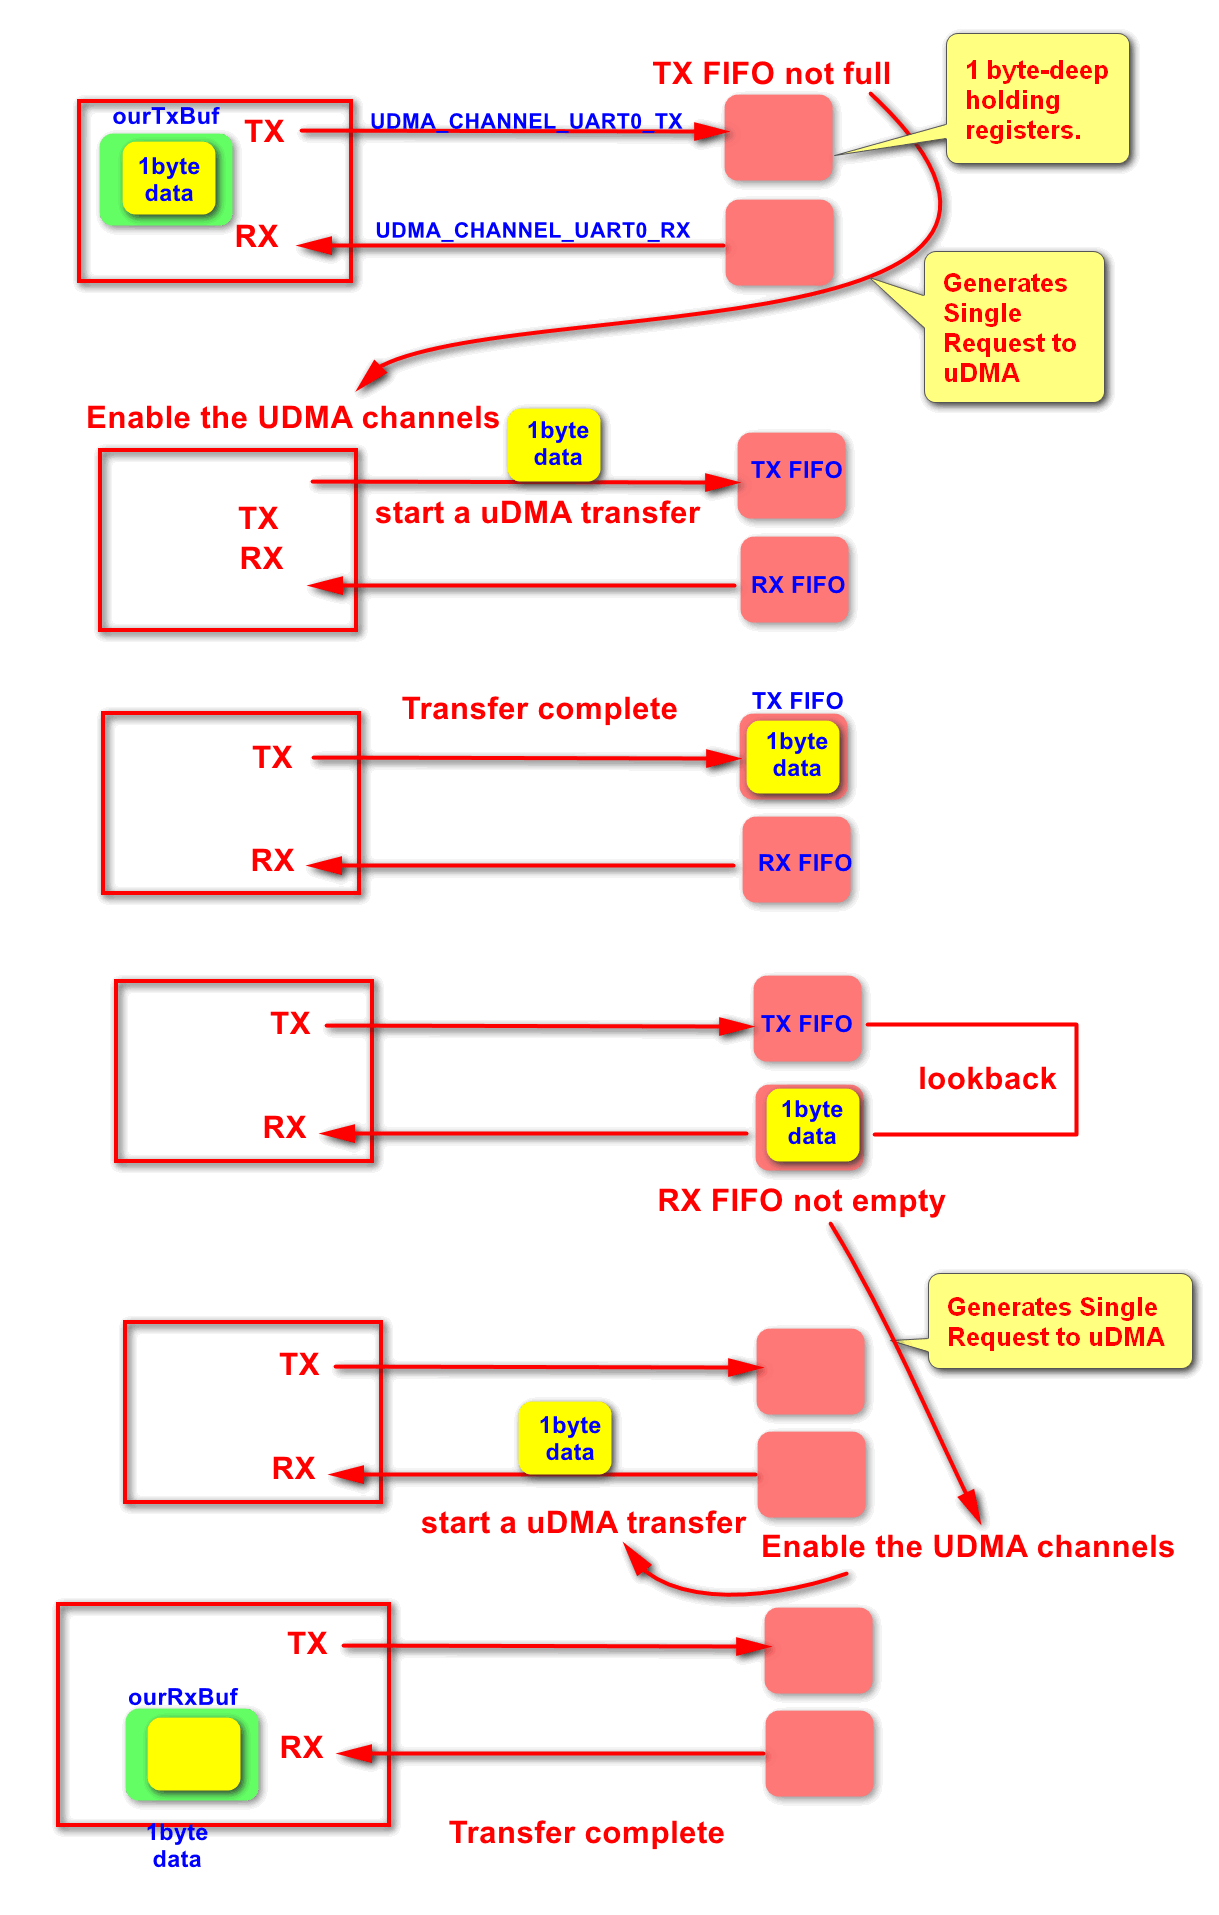 TX FIFO not full
1 byte-deep
holding
registers.
ourTxBuf
TX
UDMA_CHANNEL_UART0_TX
1byte
data
RX
UDMA_CHANNEL_UART0_RX
Generates
Single
Request to
uDMA
Enable the UDMA channels
1byte
data
TX FIFO
TX
start a uDMA transfer
RX
RX FIFO
Transfer complete
TX FIFO
TX
1byte
data
RX
RX FIFO
TX
TX FIFO
lookback
RX
1byte
data
RX FIFO not empty
Generates Single
Request to uDMA
TX
1byte
data
RX
start a uDMA transfer
Enable the UDMA channels
TX
ourRxBuf
RX
1byte
data
Transfer complete